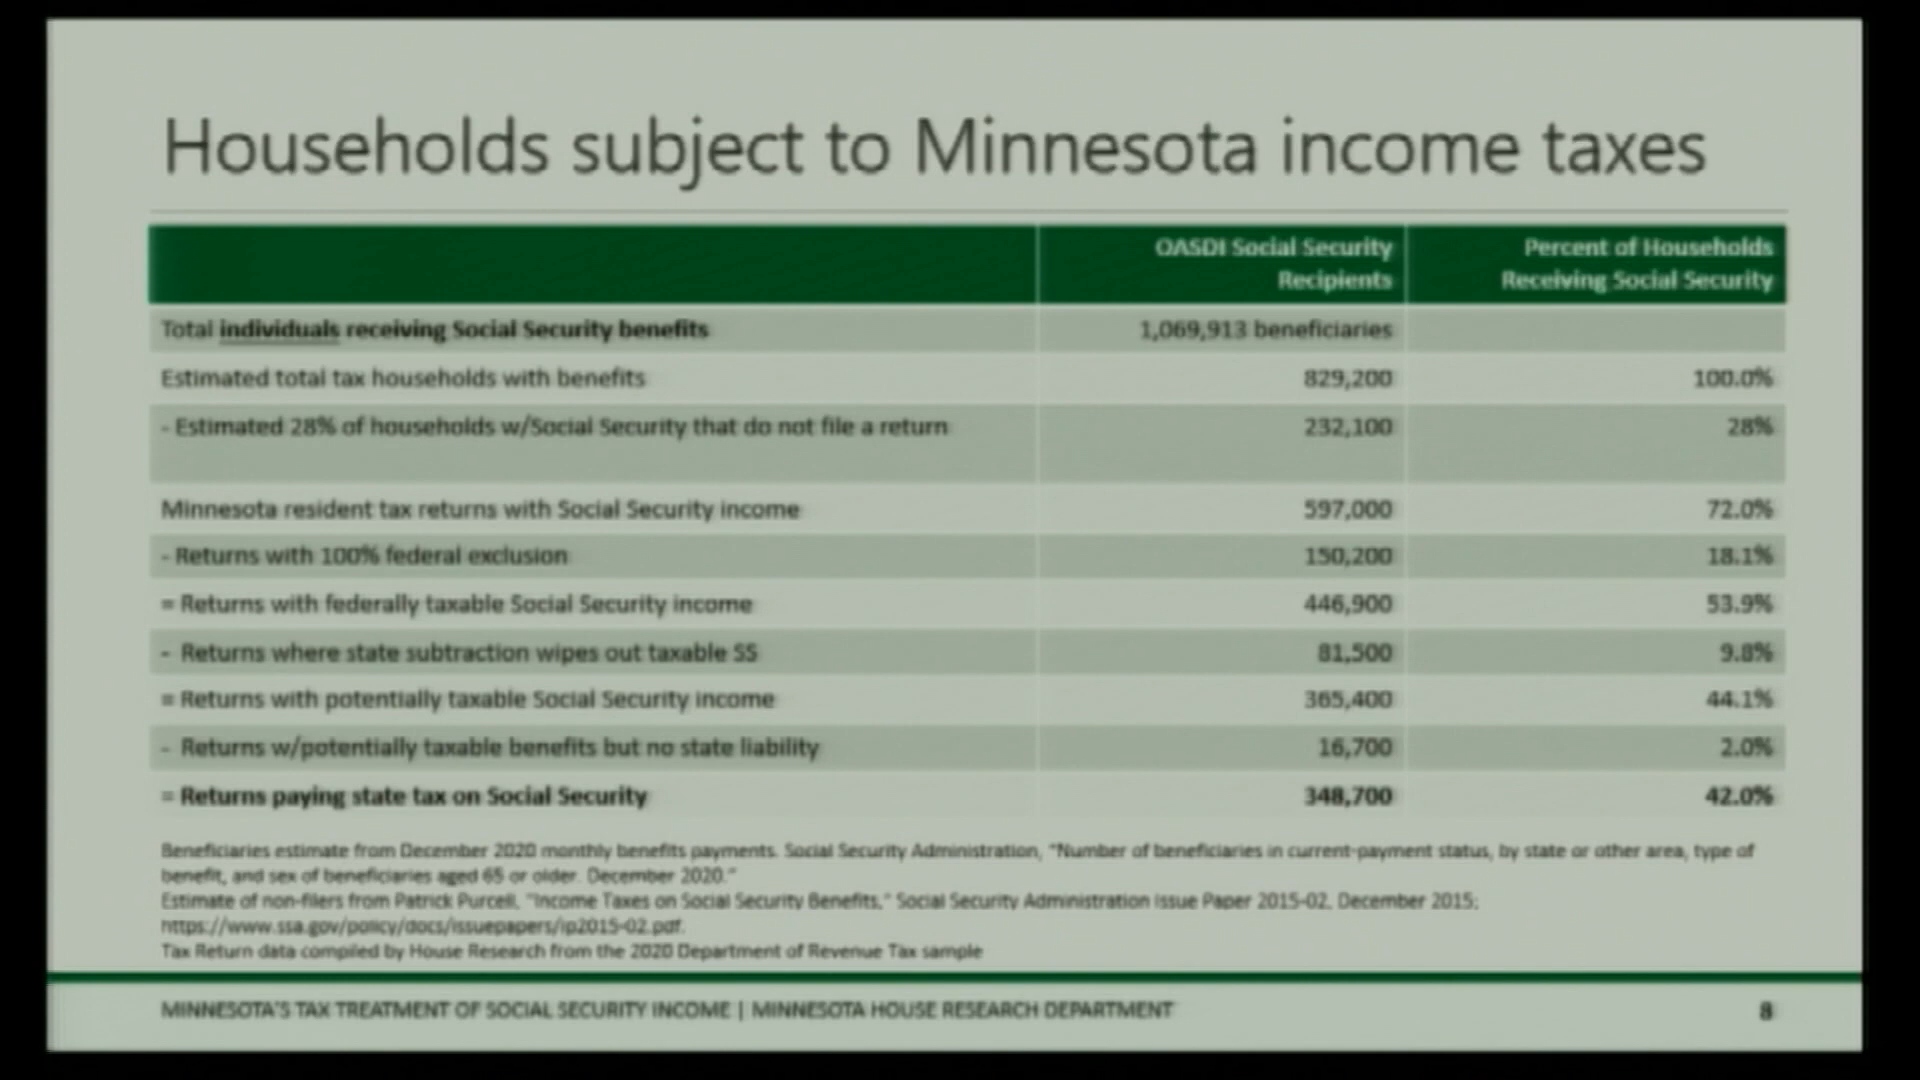 Households subject to Minnesota income taxes
OASDI Social Security Recipients
Percent of Households Receiving Social Security
Total individuals receiving Social Security benefits 1,069,913 beneficiaries
Estimated total tax households with benefits 829,200 100.0%
- Estimated 28% of households w/Social Security that do not file a return 232,100 28%
Minnesota resident tax returns with Social Security income 597,000 72.0%
- Returns with 100% federal exclusion 150,200 18.1%
= Returns with federally taxable Social Security income 446,900 53.9%
- Returns where state subtraction wipes out taxable SS 81,500 9.8%
= Returns with potentially taxable Social Security income 365,400 44.1%
- Returns w/potentially taxable benefits but no state liability 16,700 2.0%
= Returns paying state tax on Social Security 348,700 42.0%
Beneficiaries estimate from December 2020 monthly benefits payments. Social Security Administration, "Number of beneficiaries in current-payment status, by state or other area, type of
benefit, and sex of beneficiaries aged 65 or older. December 2020."
Estimate of non-filers from Patrick Purcell, "Income Taxes on Social Security Benefits," Social Security Administration Issue Paper 2015-02, December 2015;
https://www.ssa.gov/policy/docs/issuepapers/ip2015-02.pdf.
Tax Return data compiled by House Research from the 2020 Department of Revenue Tax sample
MINNESOTA'S TAX TREATMENT OF SOCIAL SECURITY INCOME | MINNESOTA HOUSE RESEARCH DEPARTMENT 8